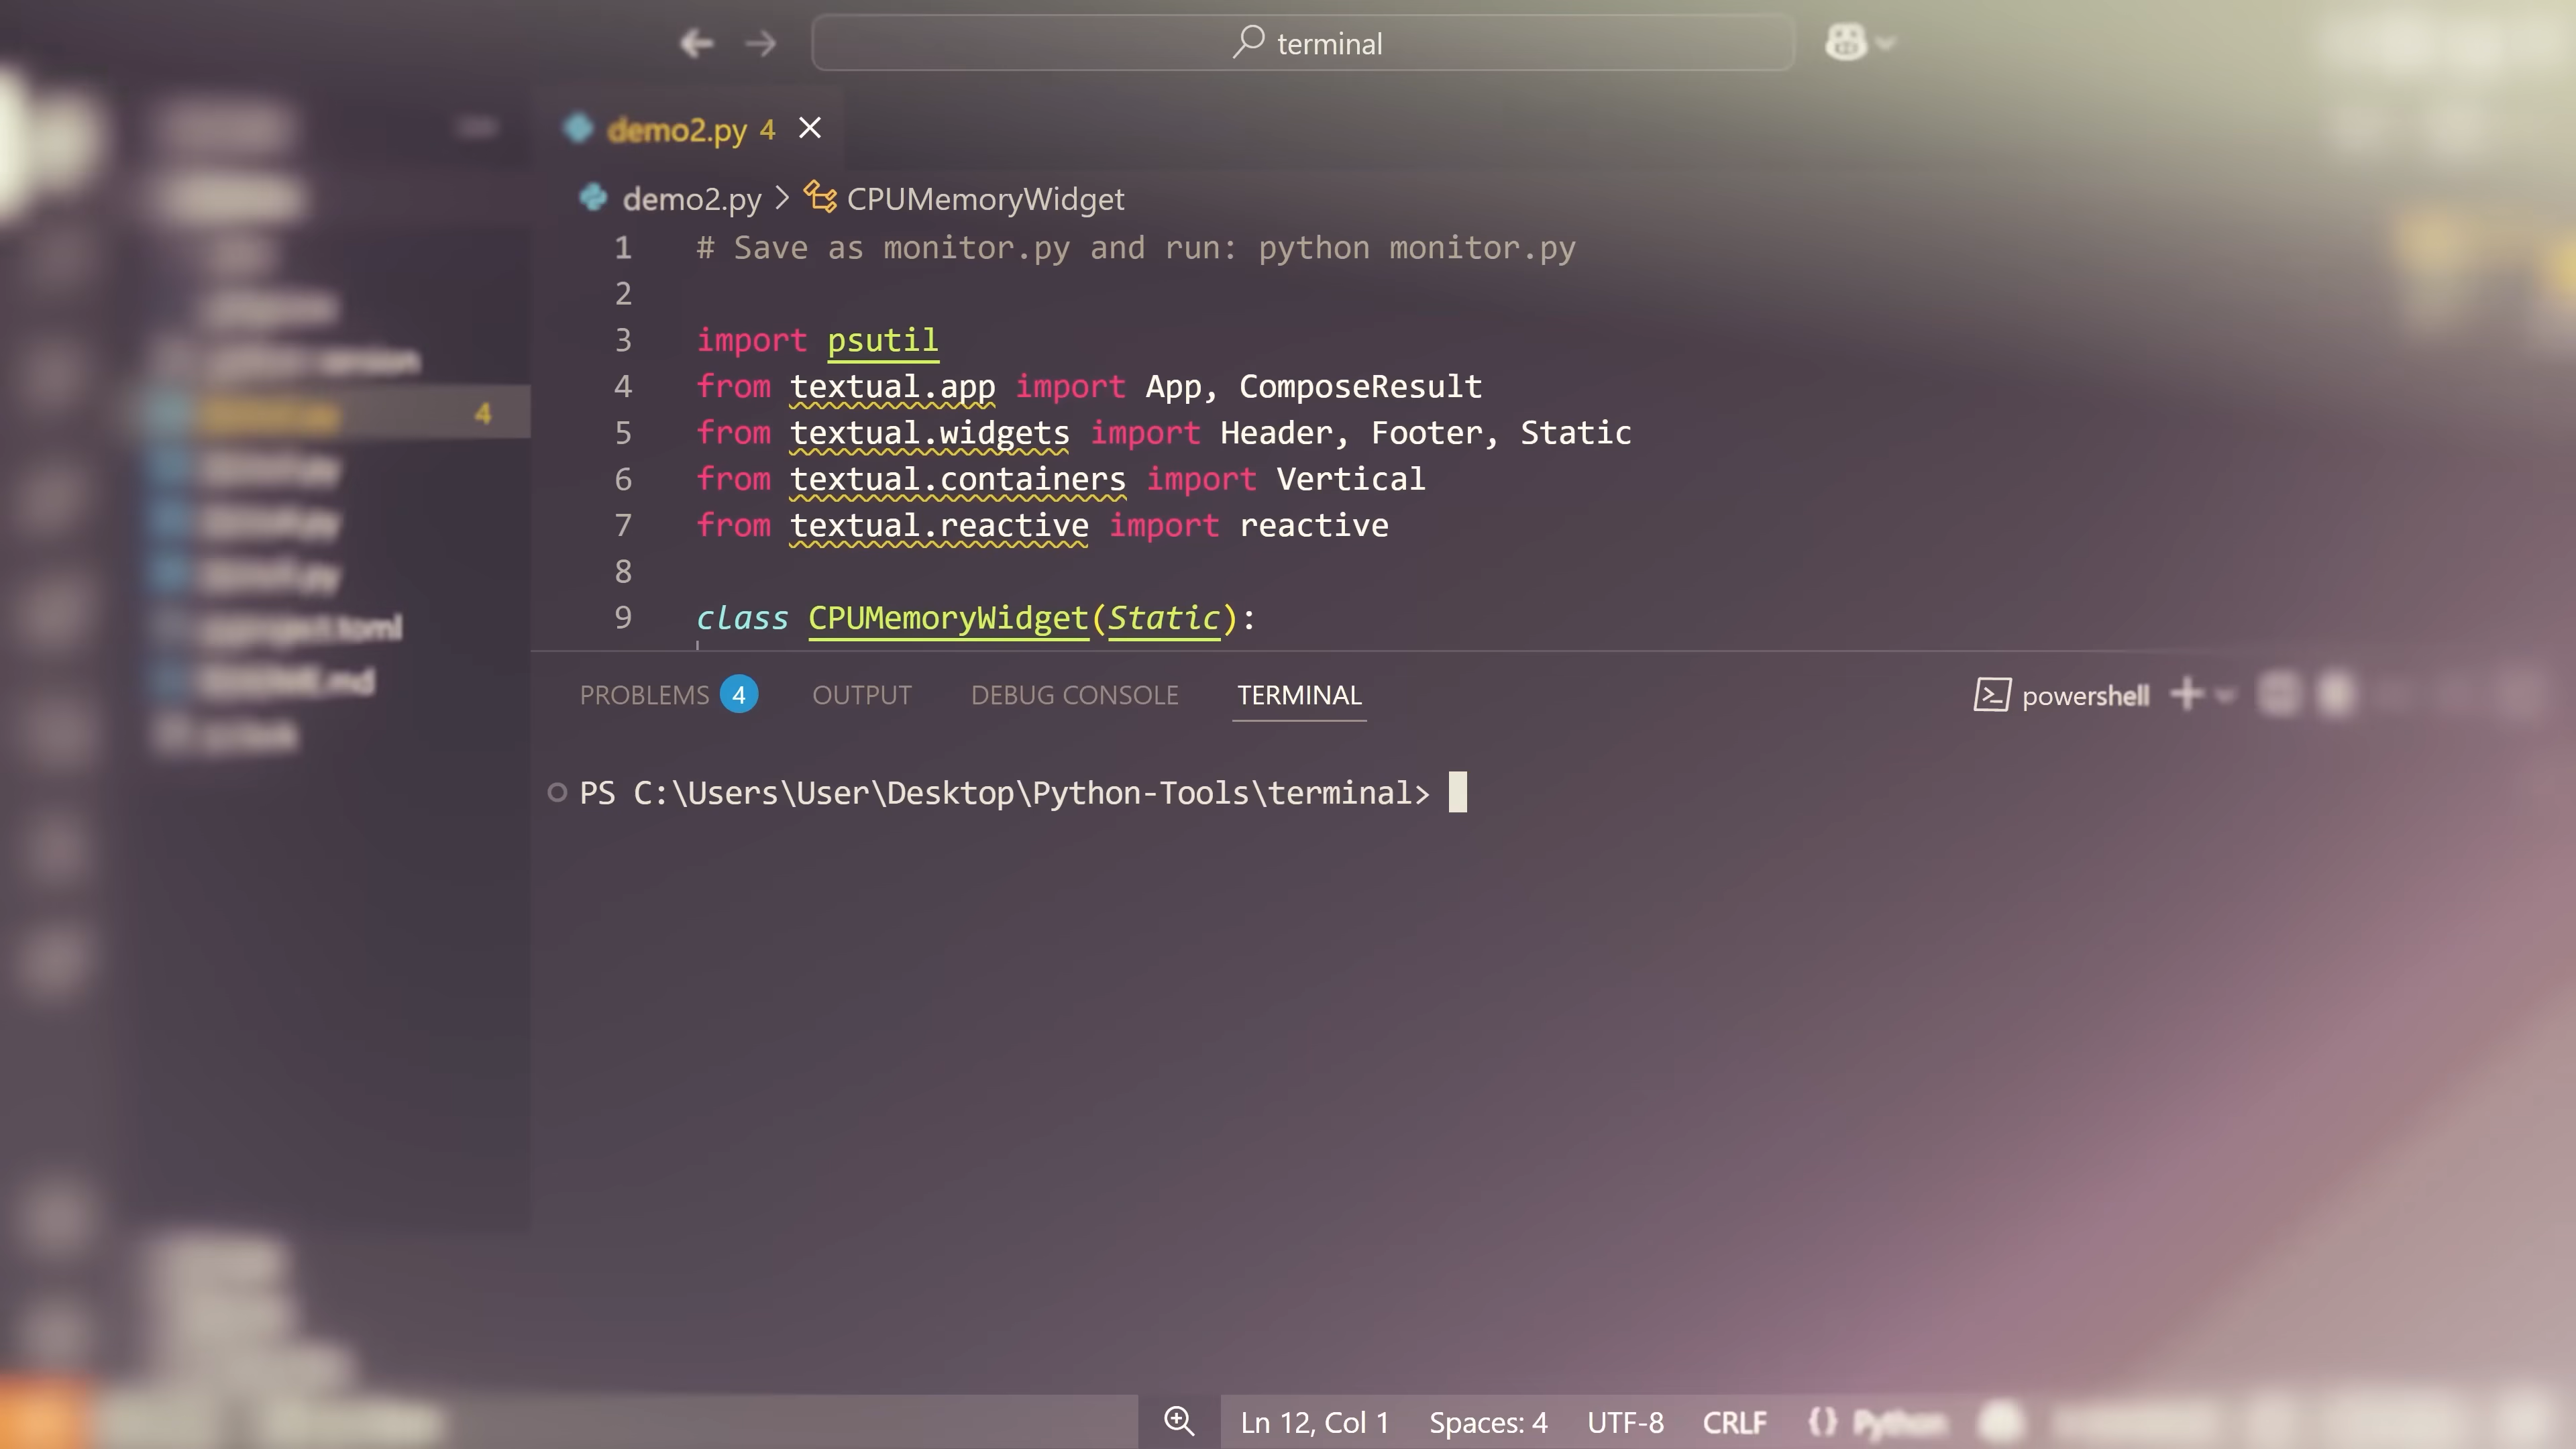 terminal
demo2.py 4
demo2.py > CPUMemoryWidget
1 # Save as monitor.py and run: python monitor.py
2
3 import psutil
4 from textual.app import App, ComposeResult
5 from textual.widgets import Header, Footer, Static
6 from textual.containers import Vertical
7 from textual.reactive import reactive
8
9 class CPUMemoryWidget(Static):
4
PROBLEMS 4 OUTPUT DEBUG CONSOLE TERMINAL powershell
PS C:\Users\User\Desktop\Python-Tools\terminal>
Ln 12, Col 1 Spaces: 4 UTF-8 CRLF {} Python